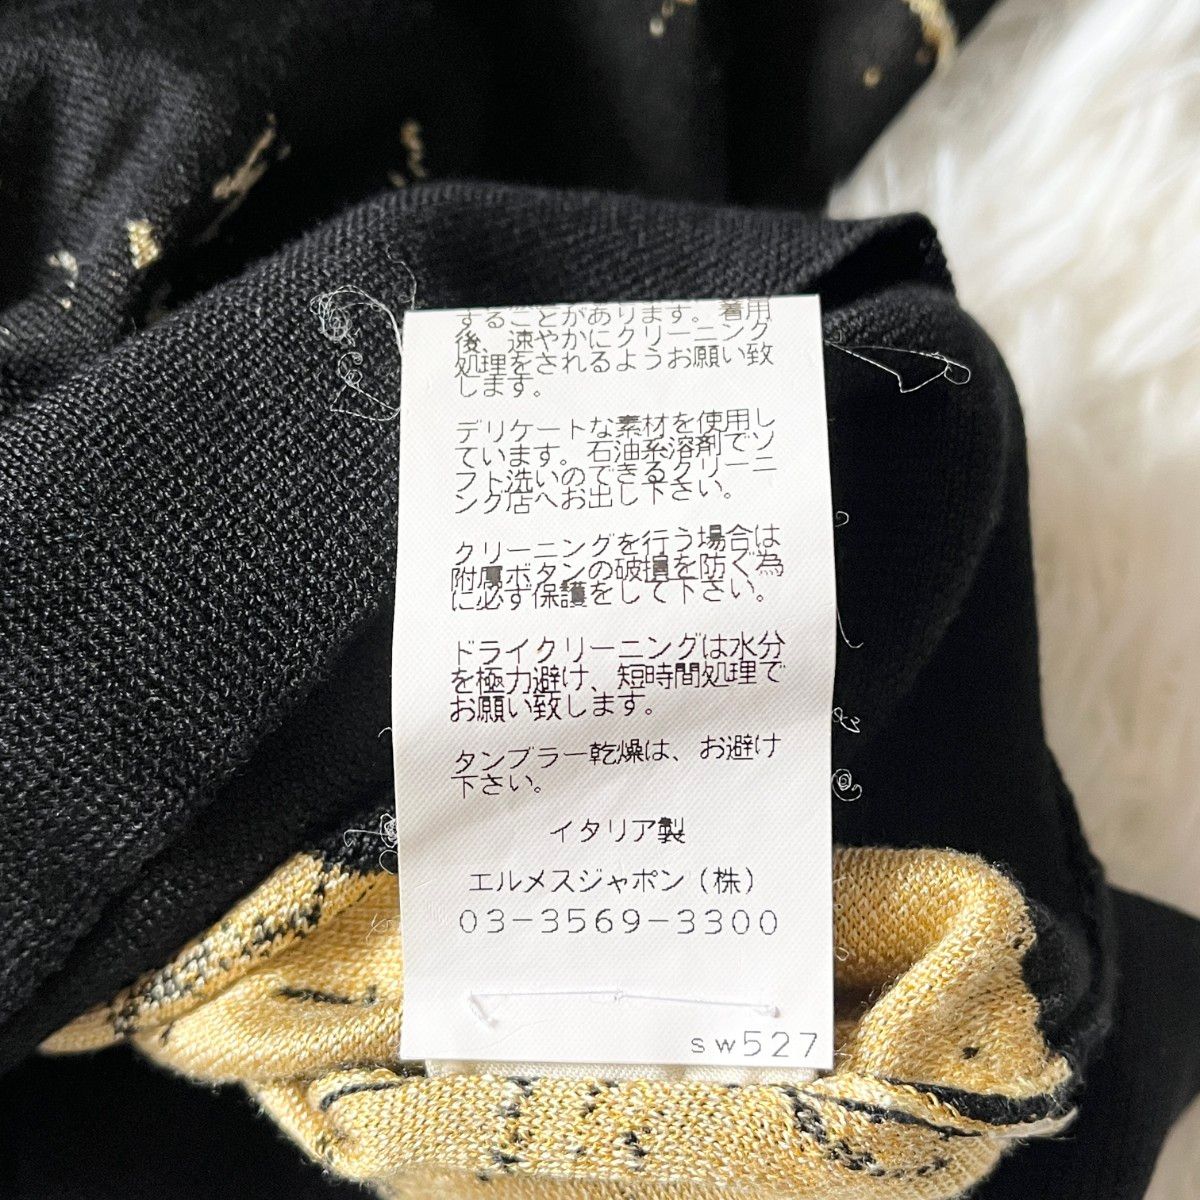 することがあります。着用
後、速やかにクリーニング
処理をされるようお願い致
します。
デリケートな素材を使用し
ています。石油系溶剤でソ
フト洗いのできるクリーニ
ング店へお出し下さい。
クリーニングを行う場合は
附属ボタンの破損を防ぐ為
に必ず保護をして下さい。
ドライクリーニングは水分
を極力避け、短時間処理で
お願い致します。
タンブラー乾燥は、お避け
下さい。
イタリア製
エルメスジャポン(株)
03-3569-3300
sw527